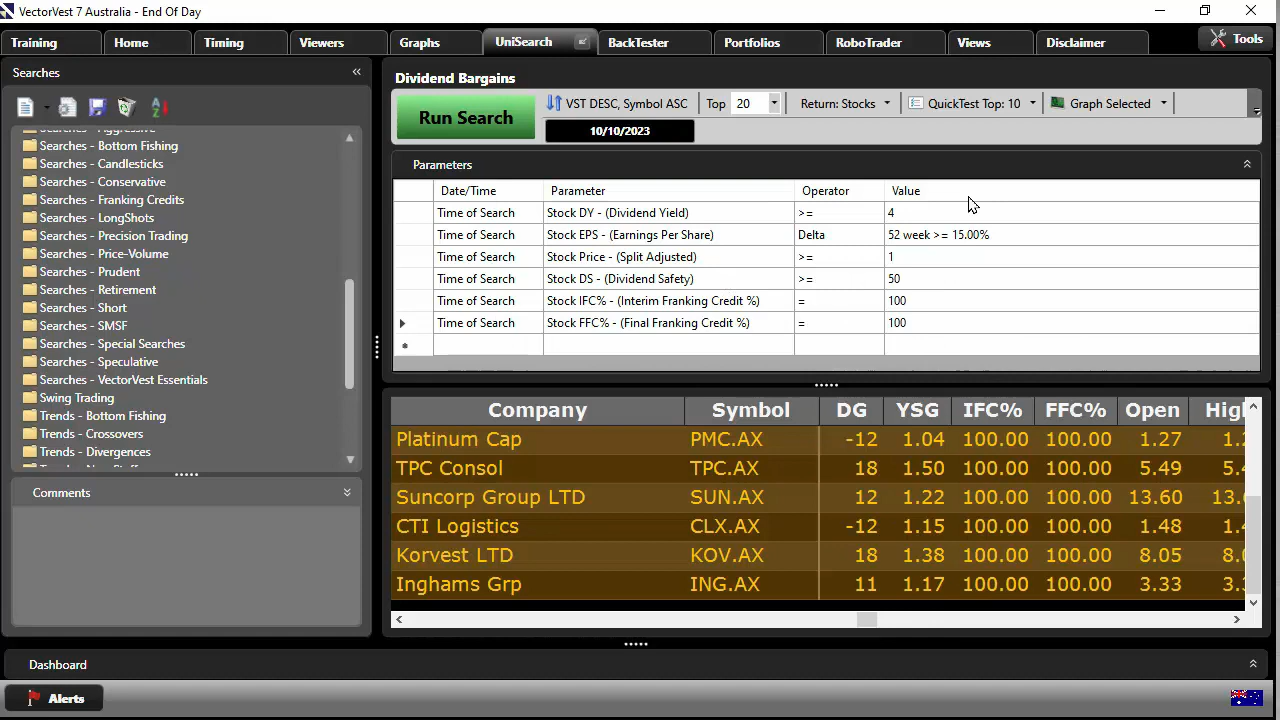 VectorVest 7 Australia - End Of Day
Training
Home
Timing
Viewers
Graphs
UniSearch
BackTester
Portfolios
RoboTrader
Views
Disclaimer
Tools
Searches
Searches - Aggressive
Searches - Bottom Fishing
Searches - Candlesticks
Searches - Conservative
Searches - Franking Credits
Searches - LongShots
Searches - Precision Trading
Searches - Price-Volume
Searches - Prudent
Searches - Retirement
Searches - Short
Searches - SMSF
Searches - Special Searches
Searches - Speculative
Searches - VectorVest Essentials
Swing Trading
Trends - Bottom Fishing
Trends - Crossovers
Trends - Divergences
Comments
Dividend Bargains
Run Search
VST DESC, Symbol ASC
Top 20
Return: Stocks
QuickTest Top: 10
Graph Selected
10/10/2023
Parameters
Date/Time Parameter Operator Value
Time of Search Stock DY - (Dividend Yield) >= 4
Time of Search Stock EPS - (Earnings Per Share) Delta 52 week >= 15.00%
Time of Search Stock Price - (Split Adjusted) >= 1
Time of Search Stock DS - (Dividend Safety) >= 50
Time of Search Stock IFC% - (Interim Franking Credit %) = 100
Time of Search Stock FFC% - (Final Franking Credit %) = 100
Company Symbol DG YSG IFC% FFC% Open High
Platinum Cap PMC.AX -12 1.04 100.00 100.00 1.27 1.2
TPC Consol TPC.AX 18 1.50 100.00 100.00 5.49 5.4
Suncorp Group LTD SUN.AX 12 1.22 100.00 100.00 13.60 13.
CTI Logistics CLX.AX -12 1.15 100.00 100.00 1.48 1.4
Korvest LTD KOV.AX 18 1.38 100.00 100.00 8.05 8.
Inghams Grp ING.AX 11 1.17 100.00 100.00 3.33 3.
Dashboard
Alerts